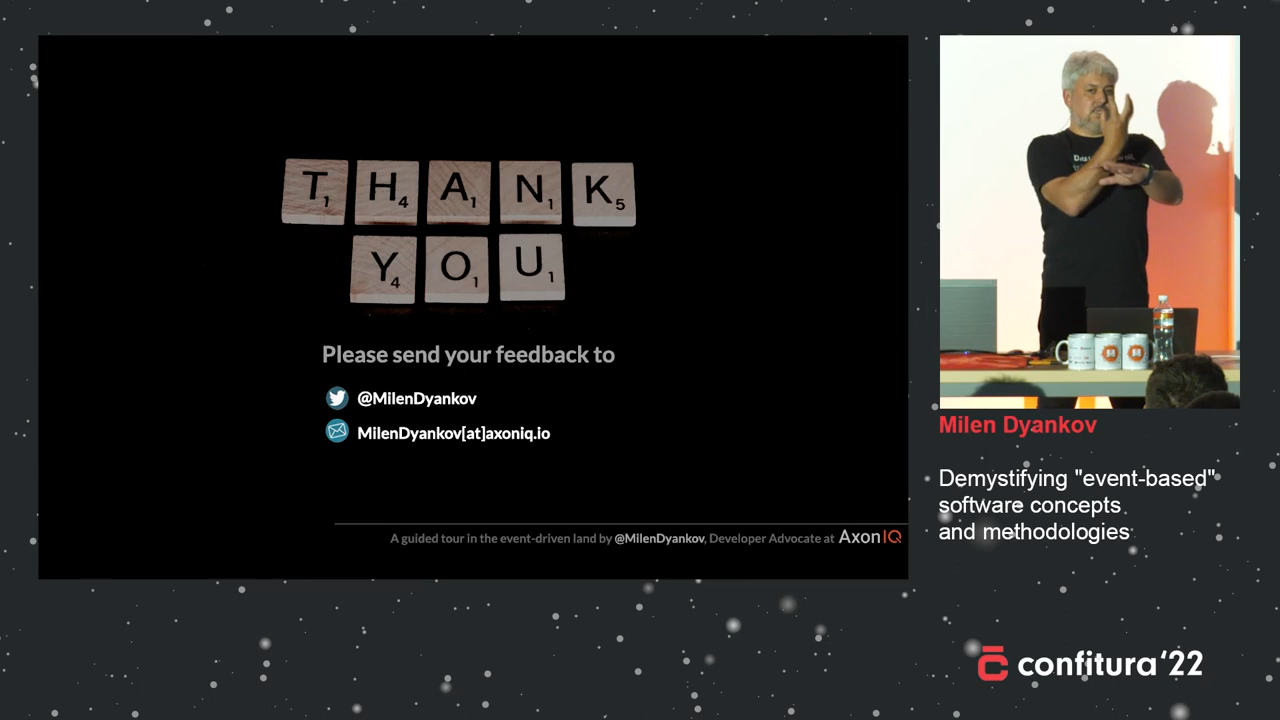 THANK
YOU
Please send your feedback to
@MilenDyankov
MilenDyankov[at]axoniq.io
A guided tour in the event-driven land by @MilenDyankov, Developer Advocate at AxonIQ
Milen Dyankov
Demystifying "event-based"
software concepts
and methodologies
confitura '22